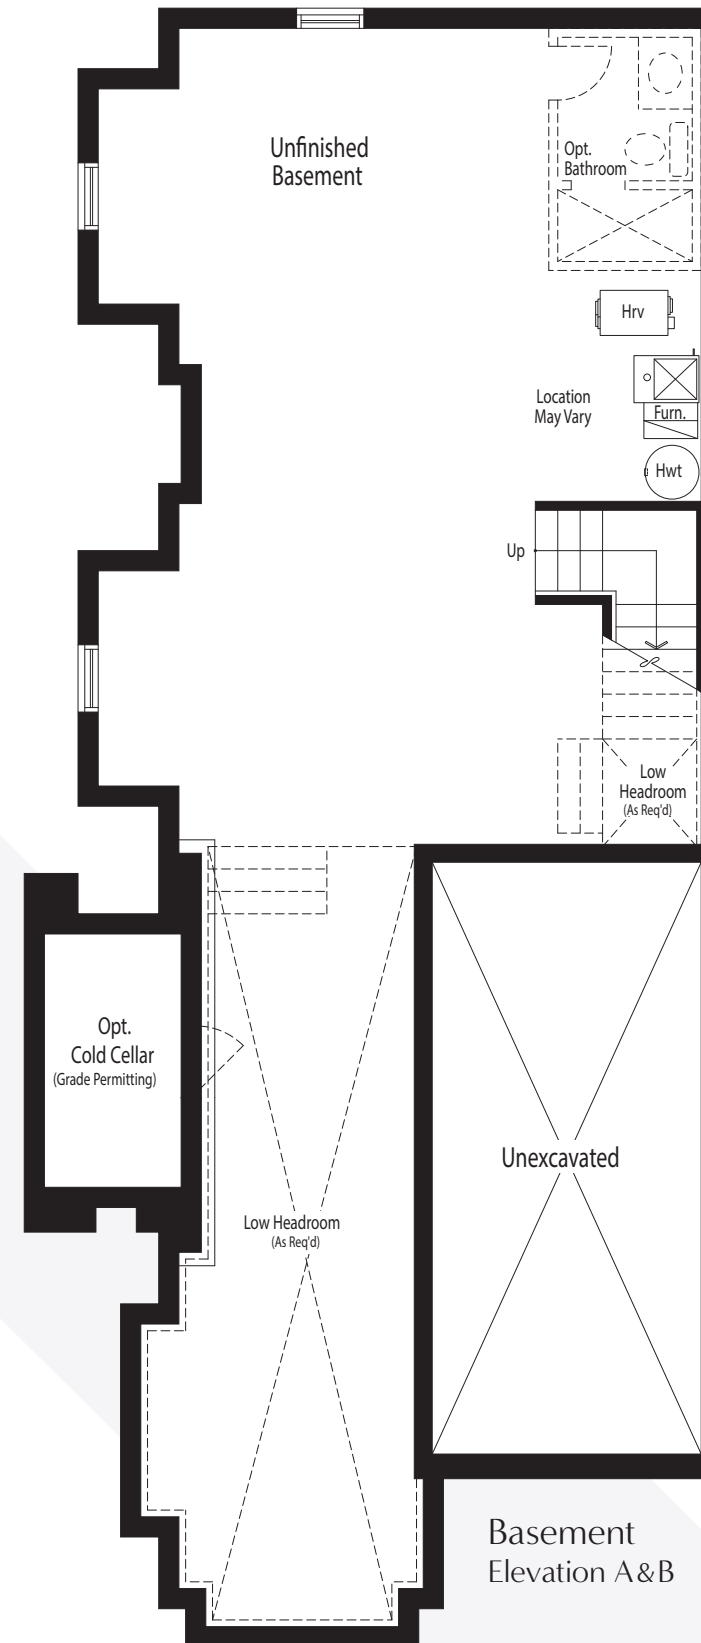 Unfinished
Basement
Opt.
Bathroom
Hrv
Location
May Vary
Furn.
Hwt
Up
Low
Headroom
(As Req'd)
Opt.
Cold Cellar
(Grade Permitting)
Unexcavated
Low Headroom
(As Req'd)
Basement
Elevation A&B